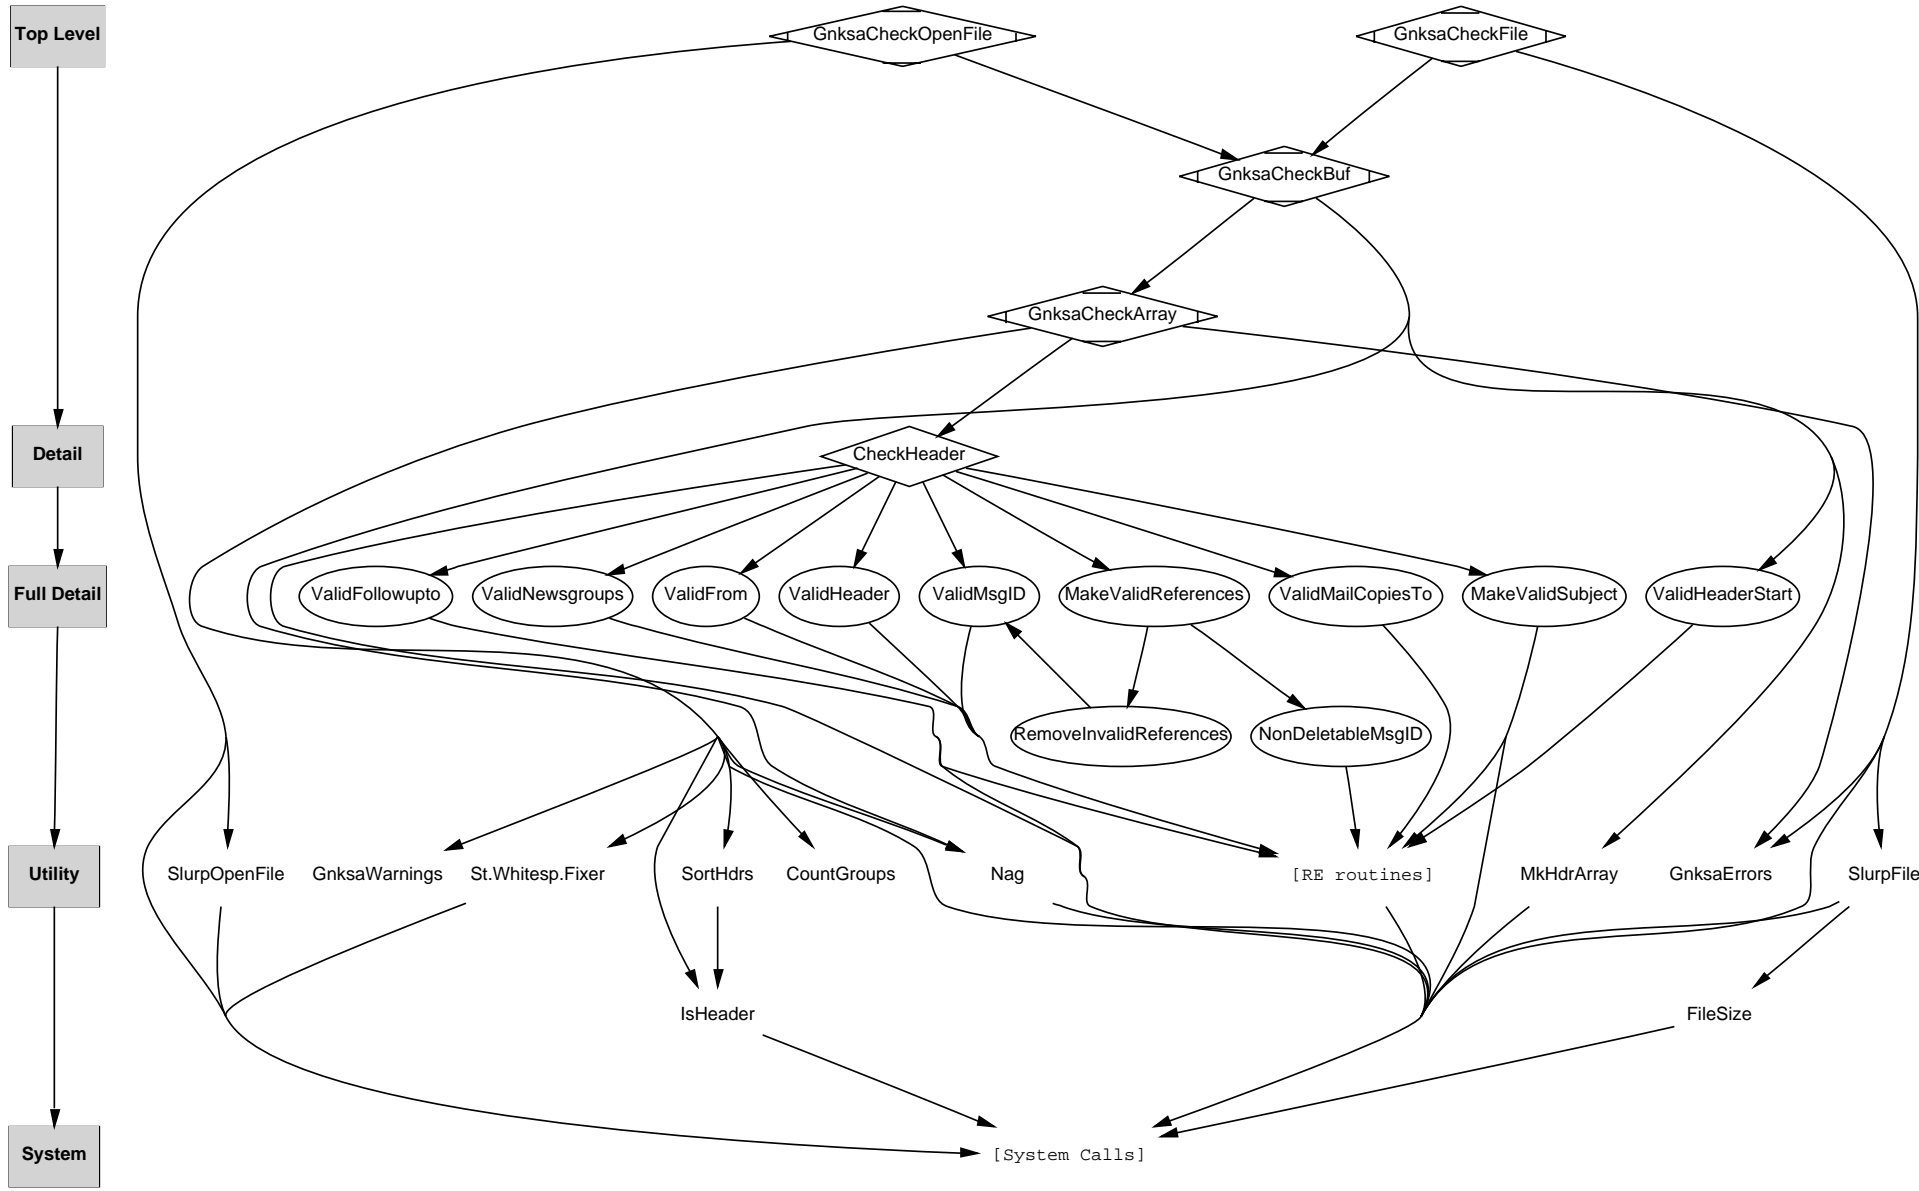 Top Level
GnksaCheckOpenFile
GnksaCheckFile
GnksaCheckBuf
GnksaCheckArray
Detail
CheckHeader
Full Detail
ValidFollowupto
ValidNewsgroups
ValidFrom
ValidHeader
ValidMsgID
MakeValidReferences
ValidMailCopiesTo
MakeValidSubject
ValidHeaderStart
RemoveInvalidReferences
NonDeletableMsgID
Utility
SlurpOpenFile
GnksaWarnings
St.Whitesp.Fixer
SortHdrs
CountGroups
Nag
[RE routines]
MkHdrArray
GnksaErrors
SlurpFile
IsHeader
FileSize
System
[System Calls]